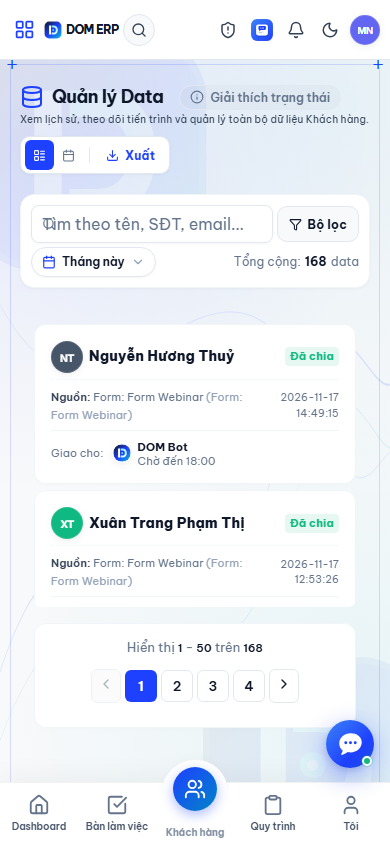 DOM ERP
MN
Quản lý Data
Giải thích trạng thái
Xem lịch sử, theo dõi tiến trình và quản lý toàn bộ dữ liệu Khách hàng.
Xuất
Tìm theo tên, SĐT, email...
Bộ lọc
Tháng này
Tổng cộng: 168 data
NT
Nguyễn Hương Thuỷ
Đã chia
Nguồn: Form: Form Webinar (Form: Form Webinar)
2026-11-17
14:49:15
Giao cho:
DOM Bot
Chờ đến 18:00
XT
Xuân Trang Phạm Thị
Đã chia
Nguồn: Form: Form Webinar (Form: Form Webinar)
2026-11-17
12:53:26
Hiển thị 1 - 50 trên 168
1 2 3 4
Dashboard
Bàn làm việc
Khách hàng
Quy trình
Tôi